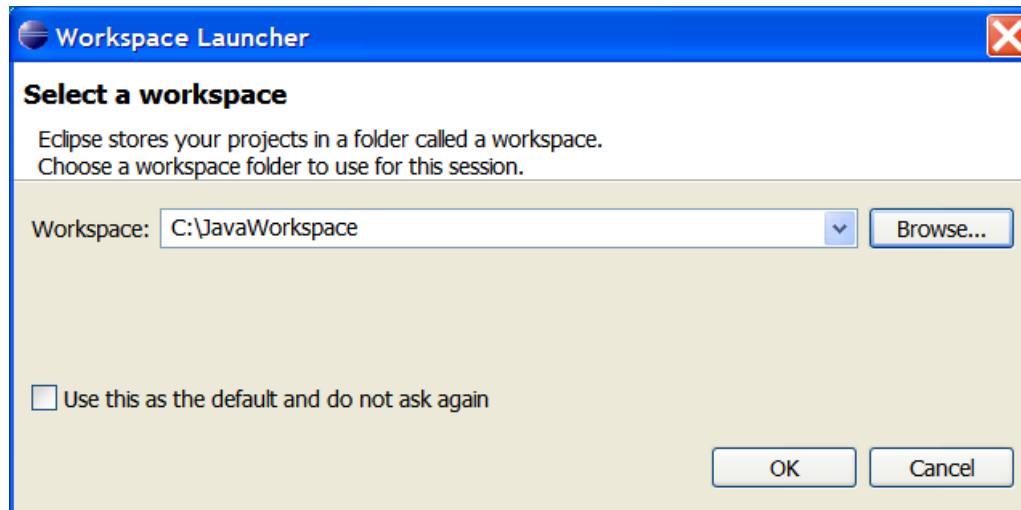 Workspace Launcher
Select a workspace
Eclipse stores your projects in a folder called a workspace.
Choose a workspace folder to use for this session.
Workspace: C:\JavaWorkspace Browse...
Use this as the default and do not ask again
OK Cancel